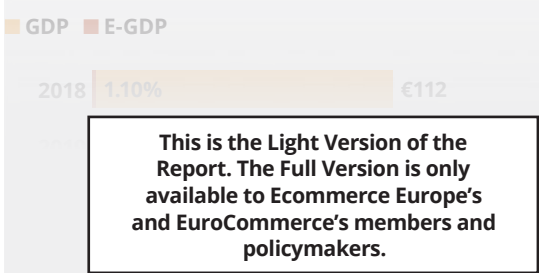 GDP E-GDP
2018 1.10% €112
This is the Light Version of the
Report. The Full Version is only
available to Ecommerce Europe's
and EuroCommerce's members and
policymakers.